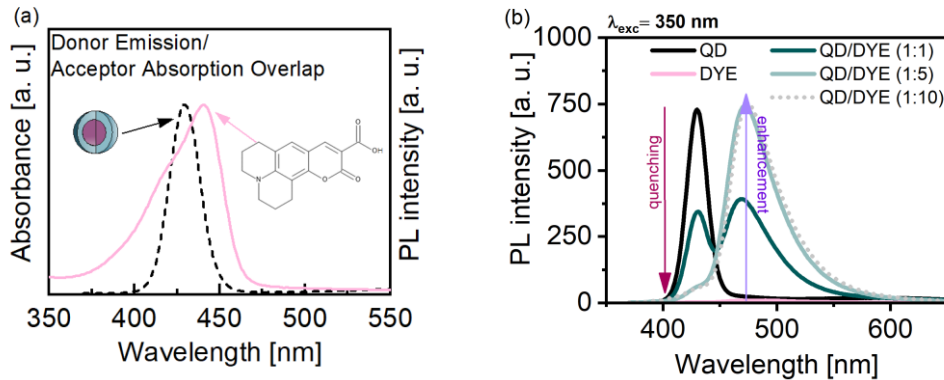 (a)
Donor Emission/
Acceptor Absorption Overlap
Absorbance (a. u.)
PL intensity [a. u.]
O
OH
N
O
O
350
400
450
500
550
Wavelength [nm]
(b)
λexc= 350 nm
1000
750
500
250
0
PL intensity [a. u.]
QD
DYE
QD/DYE (1:1)
QD/DYE (1:5)
QD/DYE (1:10)
quenching
enhancement
400
500
600
Wavelength [nm]